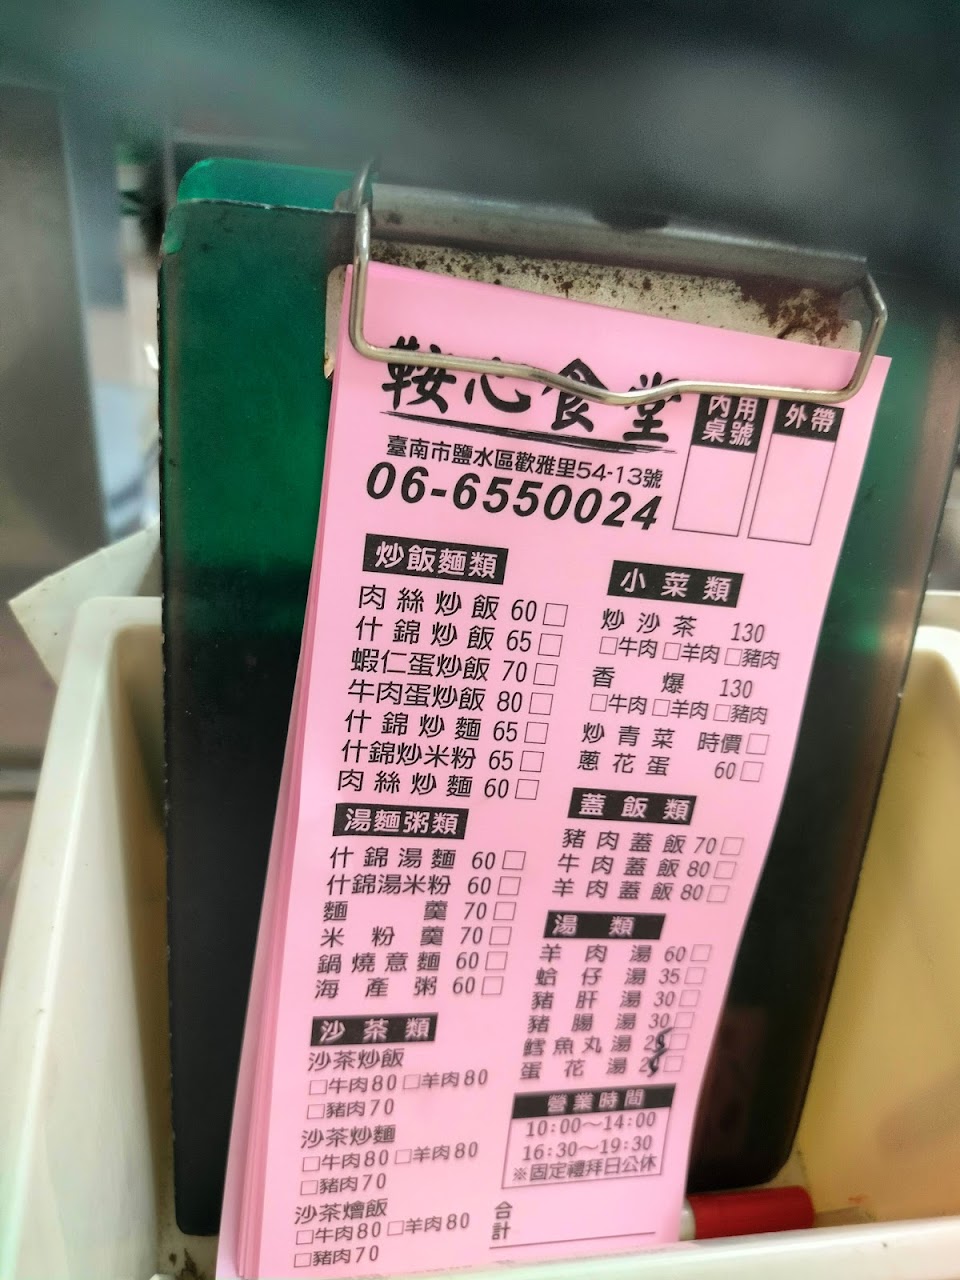 鞍心食堂
臺南市鹽水區歡雅里54-13號
06-6550024
內用
桌號
外帶
炒飯麵類
肉絲炒飯 60□
什錦炒飯 65□
蝦仁蛋炒飯 70□
牛肉蛋炒飯 80□
什錦炒麵 65□
什錦炒米粉 65□
肉絲炒麵 60□
湯麵粥類
什錦湯麵 60□
什錦湯米粉 60□
麵羹 70□
米粉羹 70□
鍋燒意麵 60□
海產粥 60□
沙茶類
沙茶炒飯
□牛肉80□羊肉80
□豬肉70
沙茶炒麵
□牛肉80□羊肉80
□豬肉70
沙茶燴飯
□牛肉80□羊肉80
□豬肉70
小菜類
炒沙茶 130
□牛肉□羊肉□豬肉
香爆 130
□牛肉□羊肉□豬肉
炒青菜 時價□
蔥花蛋 60□
蓋飯類
豬肉蓋飯70□
牛肉蓋飯80□
羊肉蓋飯80□
湯類
羊肉湯 60□
蛤仔湯 35□
豬肝湯 30□
豬腸湯 30□
鱈魚丸湯□
蛋花湯□
營業時間
10:00～14:00
16:30～19:30
※固定禮拜日公休
合計